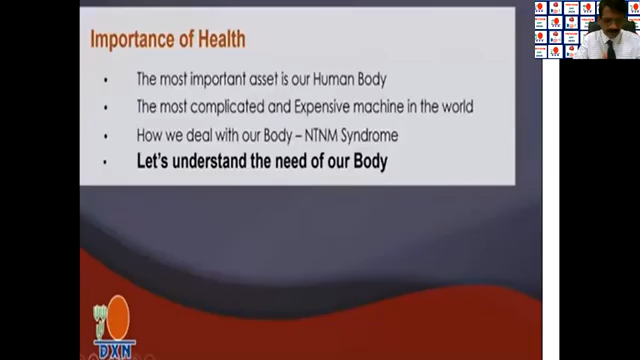 Importance of Health
• The most important asset is our Human Body
• The most complicated and Expensive machine in the world
• How we deal with our Body – NTNM Syndrome
• Let's understand the need of our Body
DXN